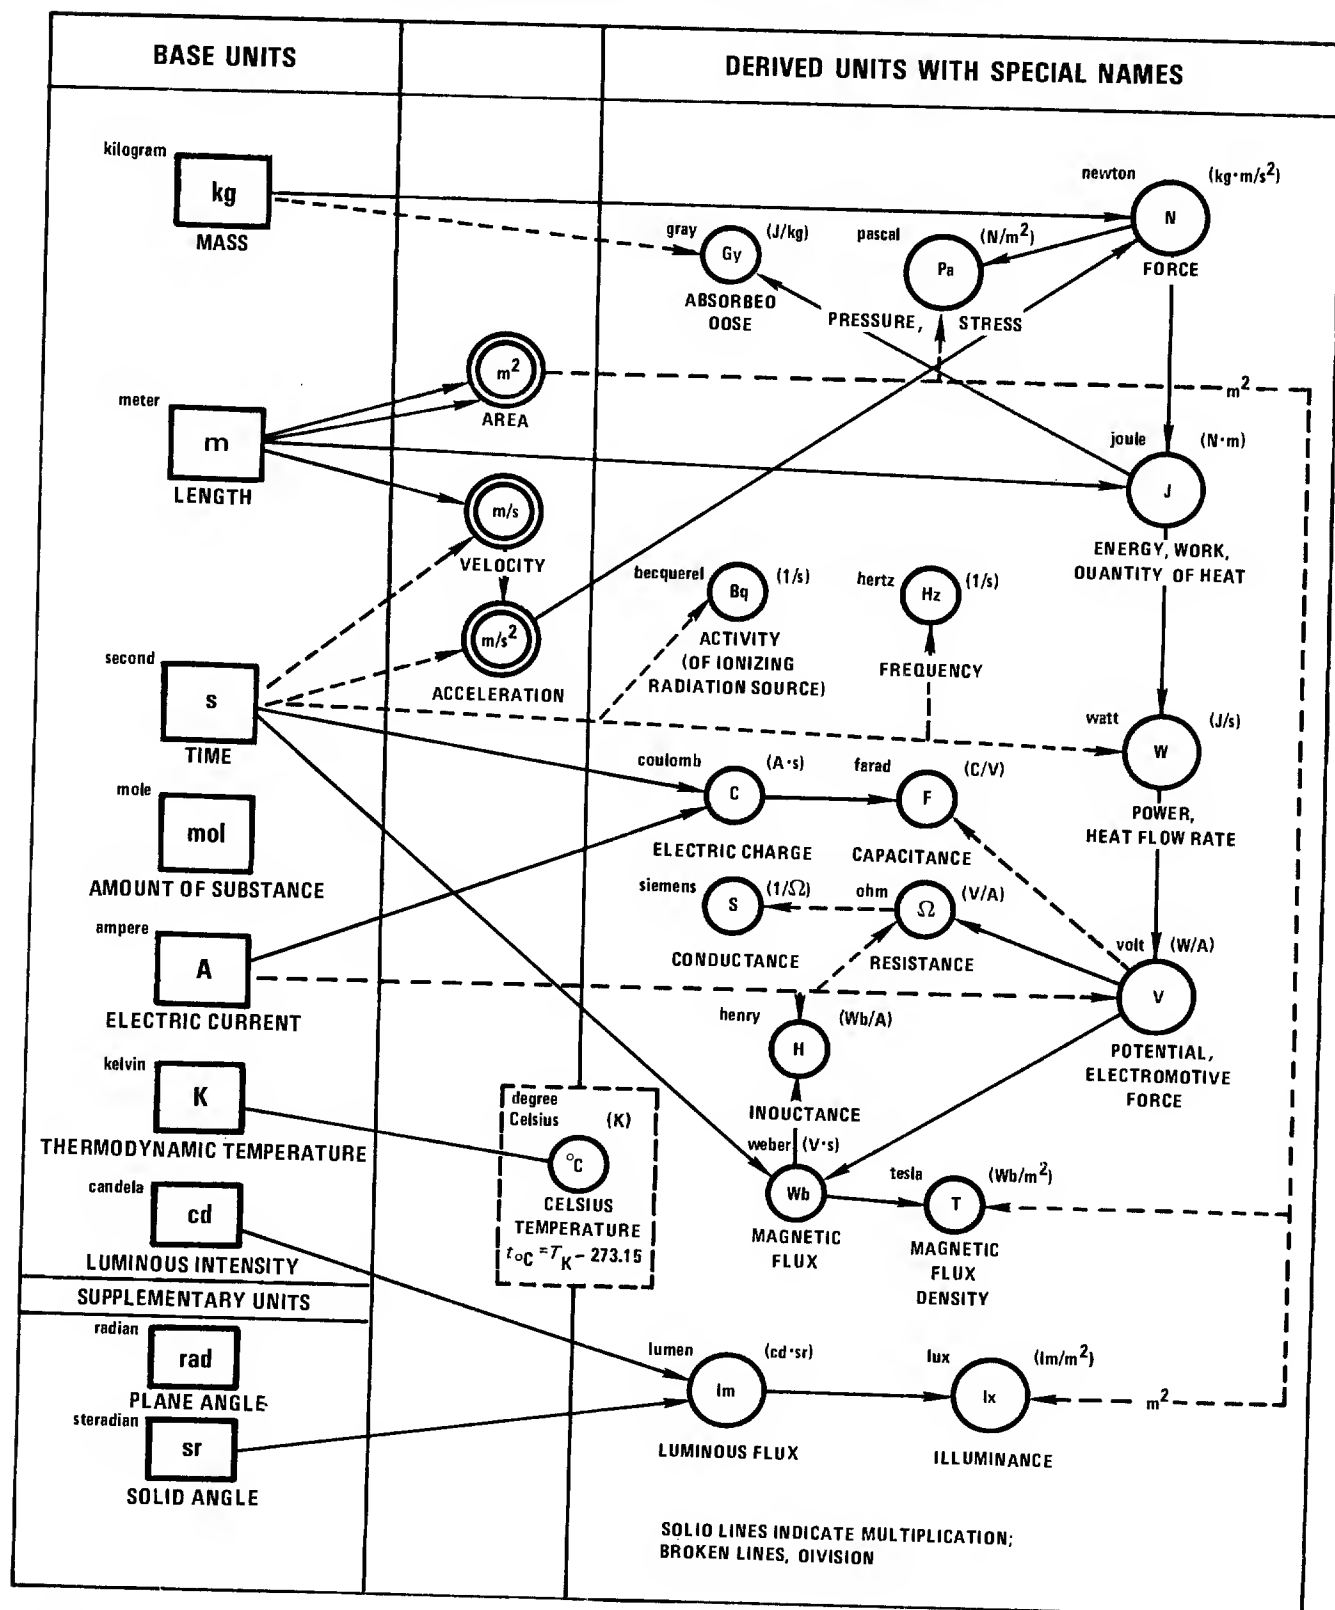 BASE UNITS
DERIVED UNITS WITH SPECIAL NAMES
kilogram
kg
MASS
newton
(kg·m/s²)
N
FORCE
gray
(J/kg)
Gy
ABSORBEO
OOSE
pascal
(N/m²)
Pa
PRESSURE, STRESS
m²
AREA
m²
meter
m
LENGTH
joule
(N·m)
J
ENERGY, WORK,
QUANTITY OF HEAT
m/s
VELOCITY
m/s²
ACCELERATION
becquerel
(1/s)
Bq
ACTIVITY
(OF IONIZING
RADIATION SOURCE)
hertz
(1/s)
Hz
FREQUENCY
second
s
TIME
watt
(J/s)
W
POWER,
HEAT FLOW RATE
coulomb
(A·s)
C
ELECTRIC CHARGE
farad
(C/V)
F
CAPACITANCE
mole
mol
AMOUNT OF SUBSTANCE
siemens
(1/Ω)
S
CONDUCTANCE
ohm
(V/A)
Ω
RESISTANCE
ampere
A
ELECTRIC CURRENT
volt
(W/A)
V
POTENTIAL,
ELECTROMOTIVE
FORCE
henry
(Wb/A)
H
INOUCTANCE
kelvin
K
THERMODYNAMIC TEMPERATURE
degree
Celsius
(K)
°C
CELSIUS
TEMPERATURE
t°C = TK − 273.15
weber
(V·s)
Wb
MAGNETIC
FLUX
tesla
(Wb/m²)
T
MAGNETIC
FLUX
DENSITY
candela
cd
LUMINOUS INTENSITY
SUPPLEMENTARY UNITS
radian
rad
PLANE ANGLE
lumen
(cd·sr)
lm
LUMINOUS FLUX
lux
(lm/m²)
lx
ILLUMINANCE
m²
steradian
sr
SOLID ANGLE
SOLIO LINES INDICATE MULTIPLICATION;
BROKEN LINES, OIVISION